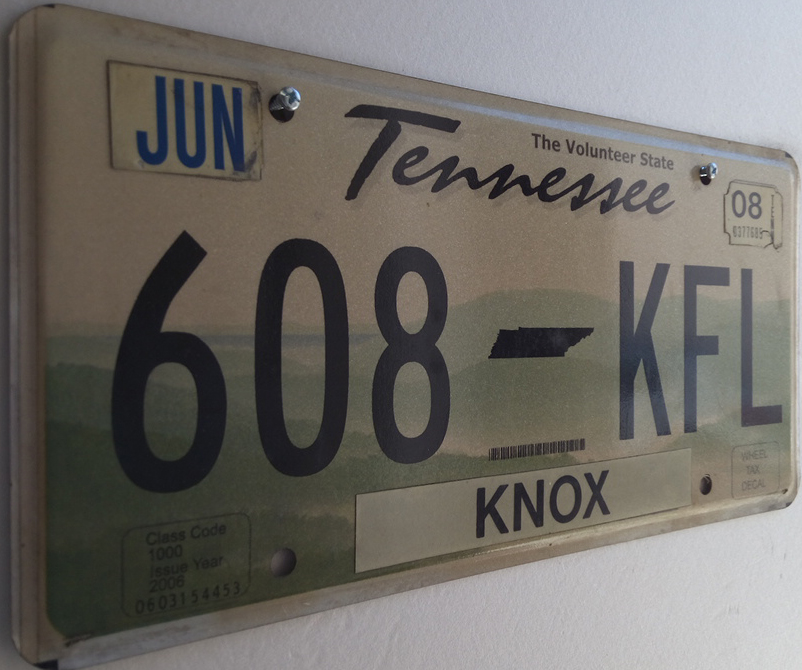 JUN
The Volunteer State
Tennessee
08
608 KFL
KNOX
WHEEL
TAX
DECAL
Class Code
1000
Issue Year
2006
0603154453